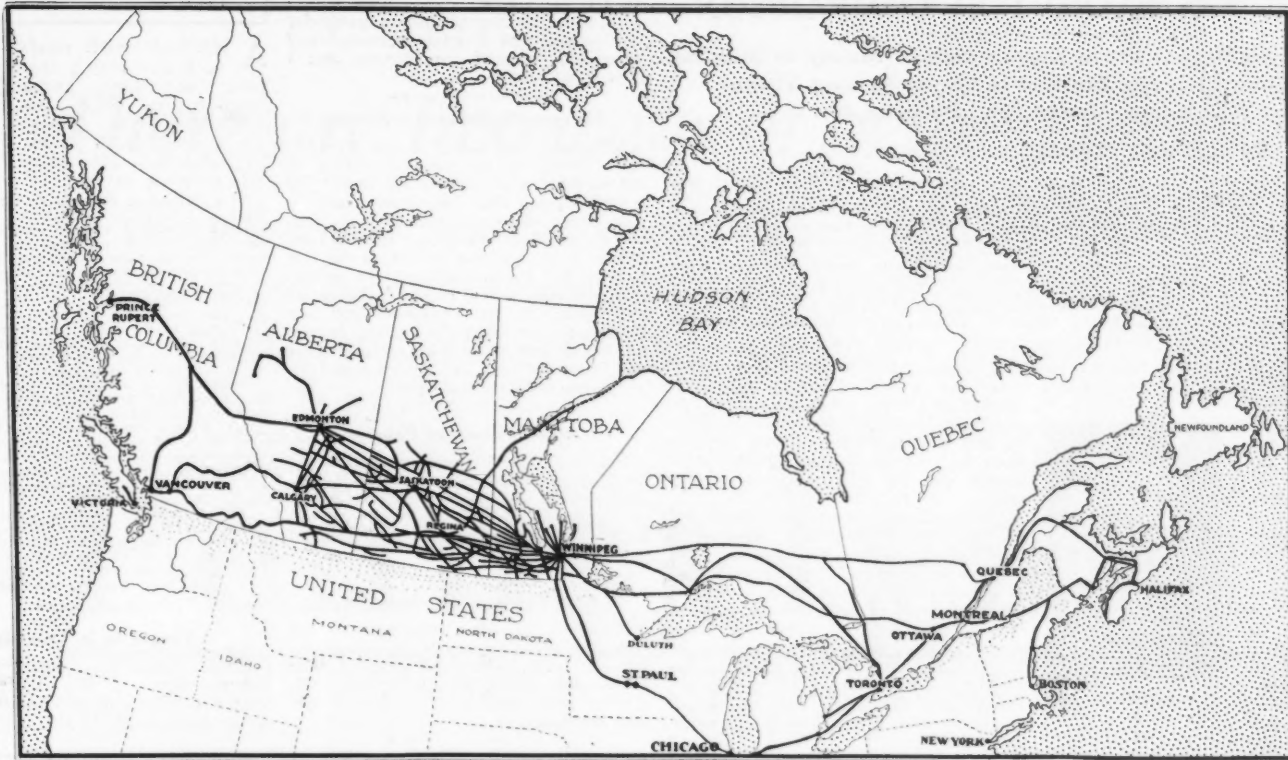 YUKON
BRITISH
COLUMBIA
PRINCE
RUPERT
ALBERTA
SASKATCHEWAN
MANITOBA
HUDSON
BAY
ONTARIO
QUEBEC
NEWFOUNDLAND
EDMONTON
SASKATOON
CALGARY
REGINA
VANCOUVER
VICTORIA
WINNIPEG
QUEBEC
HALIFAX
MONTREAL
OTTAWA
TORONTO
BOSTON
NEW YORK
DULUTH
ST PAUL
CHICAGO
UNITED STATES
OREGON
IDAHO
MONTANA
NORTH DAKOTA